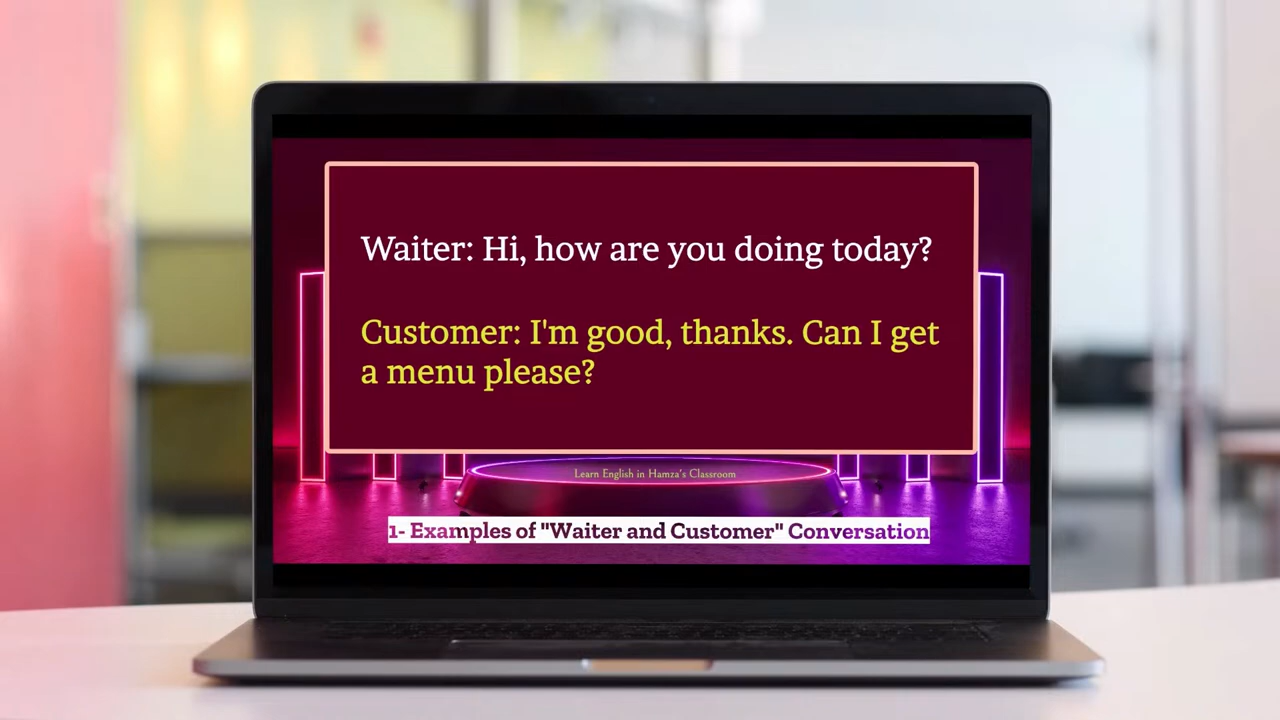 Waiter: Hi, how are you doing today?
Customer: I'm good, thanks. Can I get
a menu please?
Learn English in Hamza's Classroom
1- Examples of "Waiter and Customer" Conversation